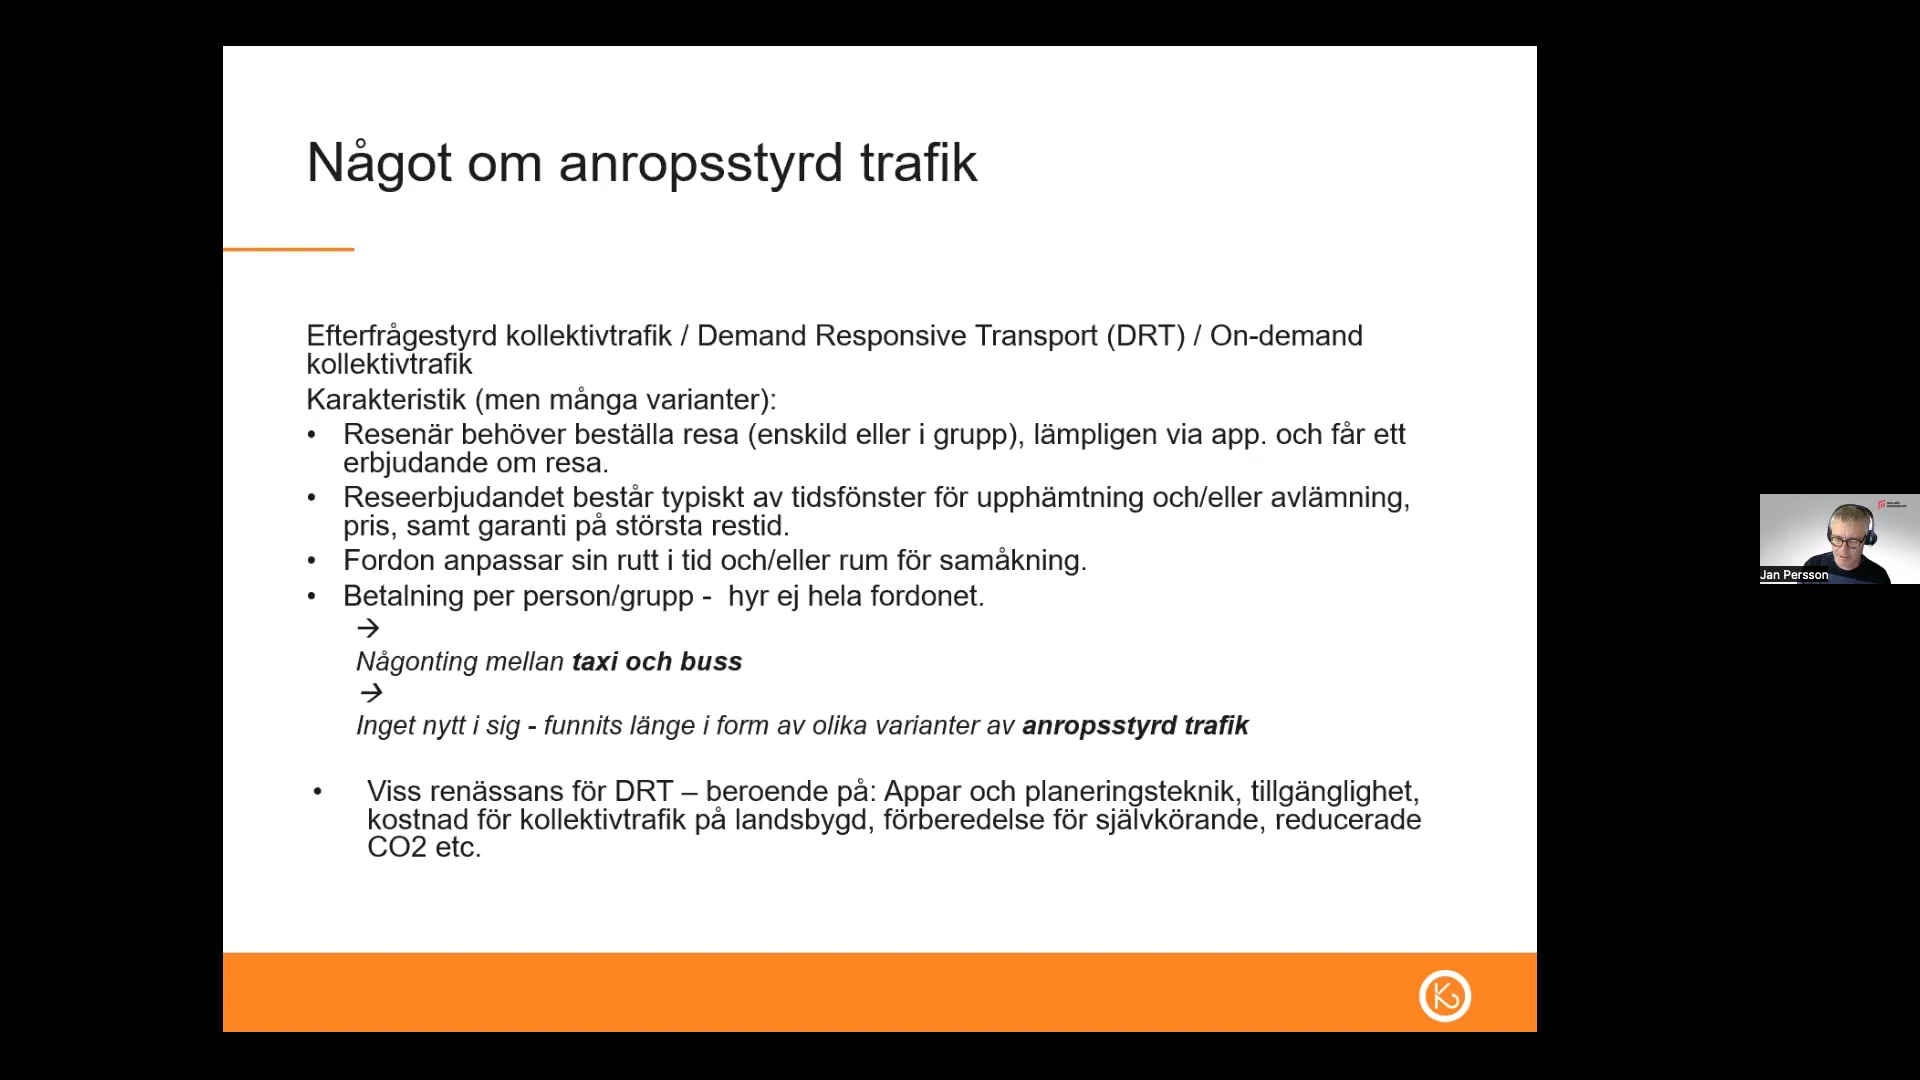 Något om anropsstyrd trafik
Efterfrågestyrd kollektivtrafik / Demand Responsive Transport (DRT) / On-demand
kollektivtrafik
Karakteristik (men många varianter):
• Resenär behöver beställa resa (enskild eller i grupp), lämpligen via app. och får ett
erbjudande om resa.
• Reseerbjudandet består typiskt av tidsfönster för upphämtning och/eller avlämning,
pris, samt garanti på största restid.
• Fordon anpassar sin rutt i tid och/eller rum för samåkning.
• Betalning per person/grupp - hyr ej hela fordonet.
→
Någonting mellan taxi och buss
→
Inget nytt i sig - funnits länge i form av olika varianter av anropsstyrd trafik
• Viss renässans för DRT – beroende på: Appar och planeringsteknik, tillgänglighet,
kostnad för kollektivtrafik på landsbygd, förberedelse för självkörande, reducerade
CO2 etc.
Jan Persson